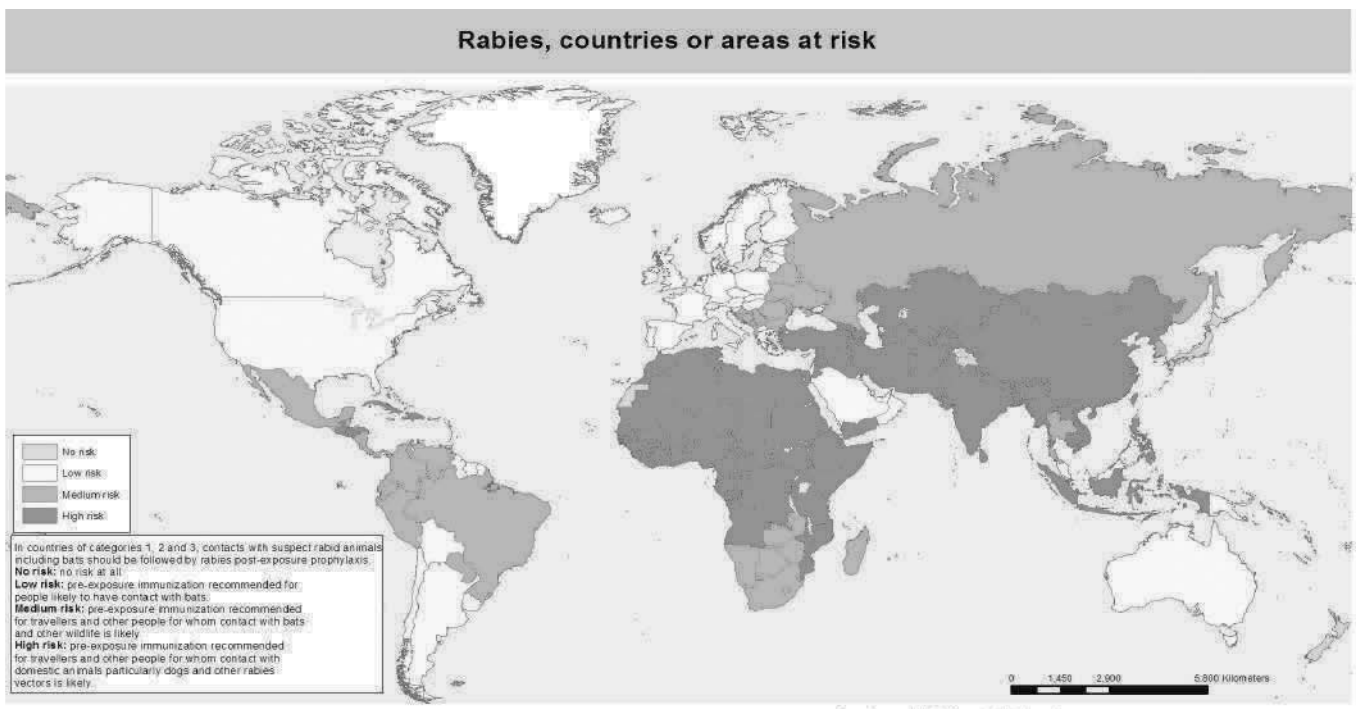 Rabies, countries or areas at risk
No risk
Low risk
Medium risk
High risk
In countries of categories 1, 2 and 3, contacts with suspect rabid animals
including bats should be followed by rabies post-exposure prophylaxis.
No risk: no risk at all
Low risk: pre-exposure immunization recommended for
people likely to have contact with bats.
Medium risk: pre-exposure immunization recommended
for travellers and other people for whom contact with bats
and other wildlife is likely
High risk: pre-exposure immunization recommended
for travellers and other people for whom contact with
domestic animals particularly dogs and other rabies
vectors is likely.
0 1,450 2,900 5,800 Kilometers